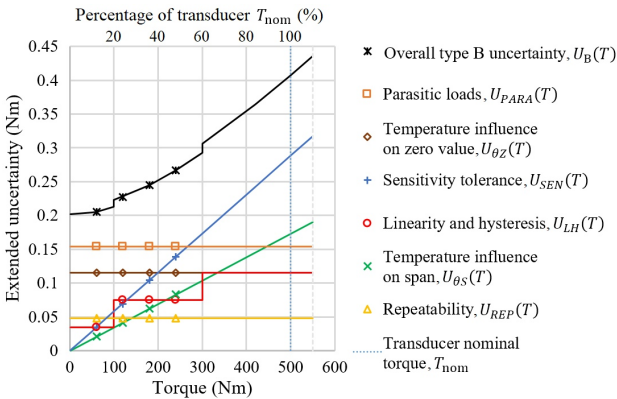 Percentage of transducer T_nom (%)
20 40 60 80 100
0.45
0.4
0.35
0.3
0.25
0.2
0.15
0.1
0.05
0
Extended uncertainty (Nm)
0 100 200 300 400 500 600
Torque (Nm)
Overall type B uncertainty, U_B(T)
Parasitic loads, U_PARA(T)
Temperature influence
on zero value, U_θZ(T)
Sensitivity tolerance, U_SEN(T)
Linearity and hysteresis, U_LH(T)
Temperature influence
on span, U_θS(T)
Repeatability, U_REP(T)
Transducer nominal
torque, T_nom